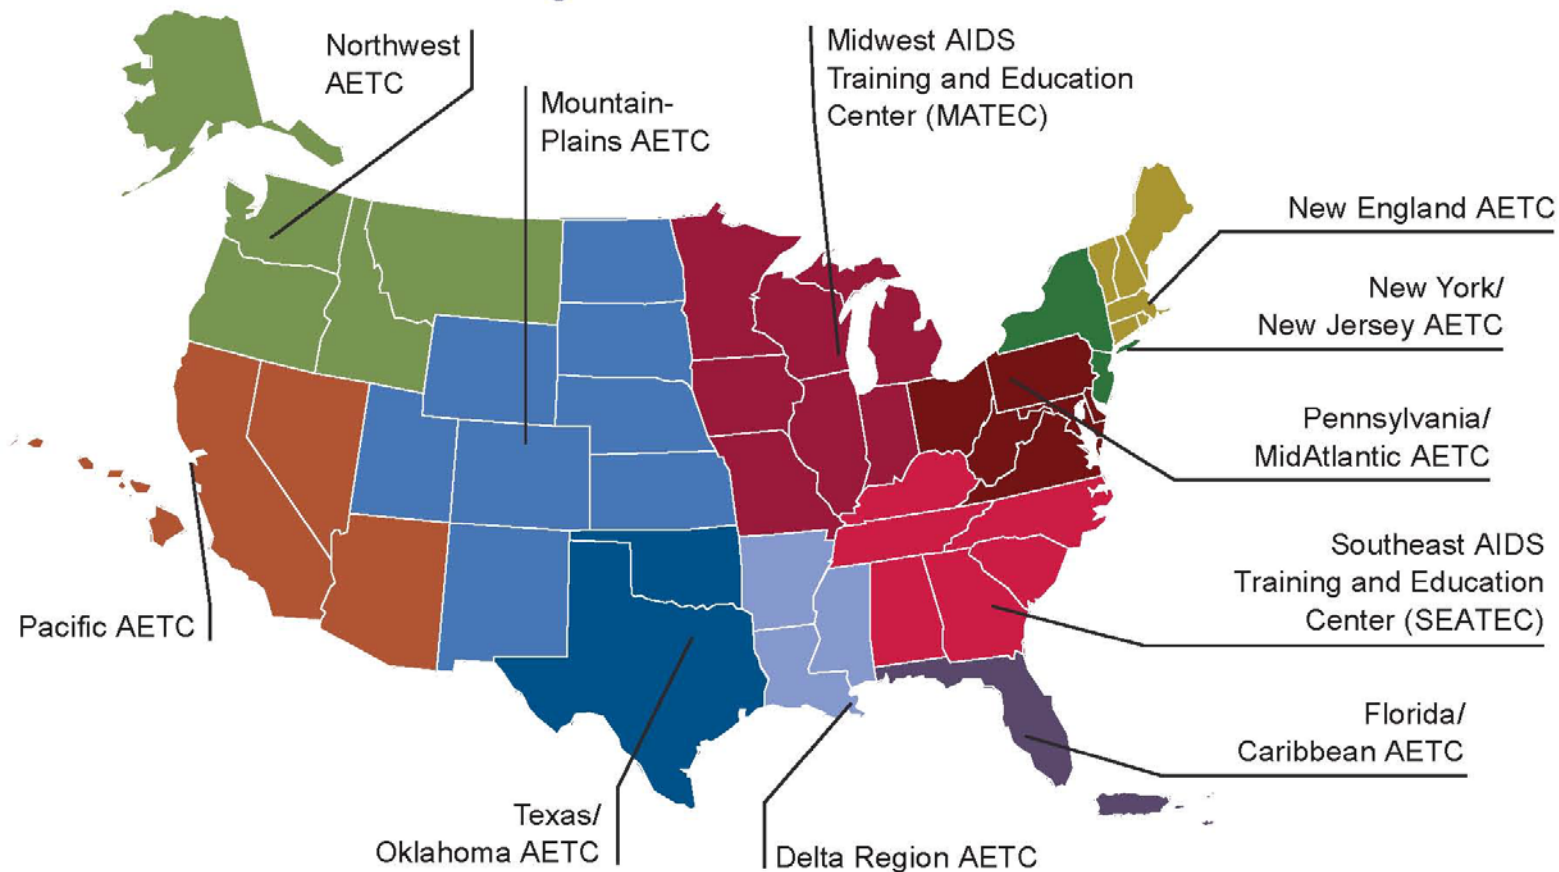 Northwest
AETC
Mountain-
Plains AETC
Midwest AIDS
Training and Education
Center (MATEC)
New England AETC
New York/
New Jersey AETC
Pennsylvania/
MidAtlantic AETC
Southeast AIDS
Training and Education
Center (SEATEC)
Pacific AETC
Florida/
Caribbean AETC
Texas/
Oklahoma AETC
Delta Region AETC